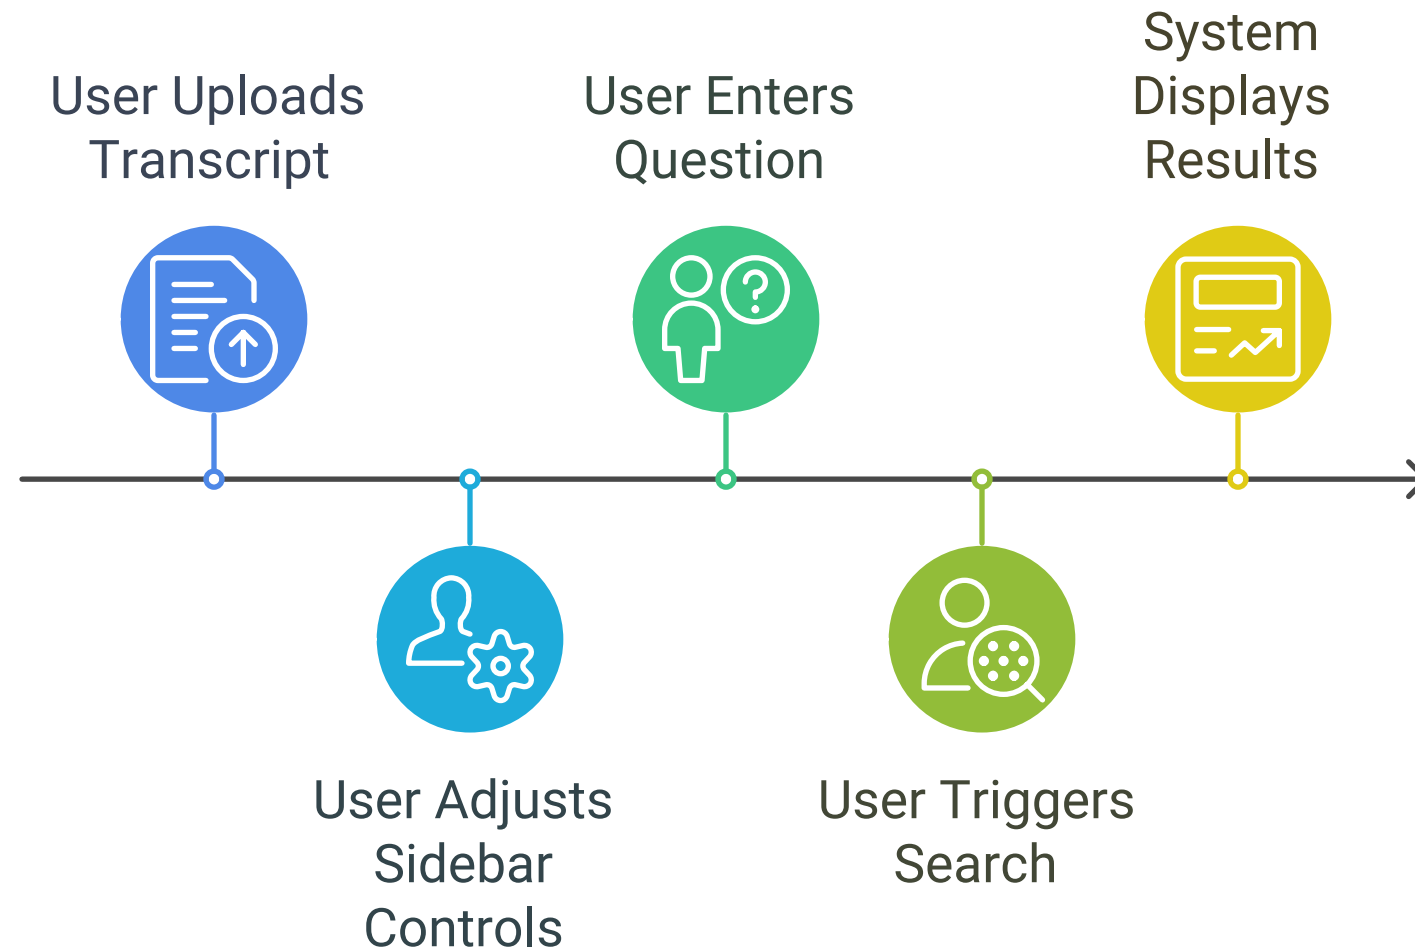 User Uploads
Transcript
User Adjusts
Sidebar
Controls
User Enters
Question
?
User Triggers
Search
System
Displays
Results